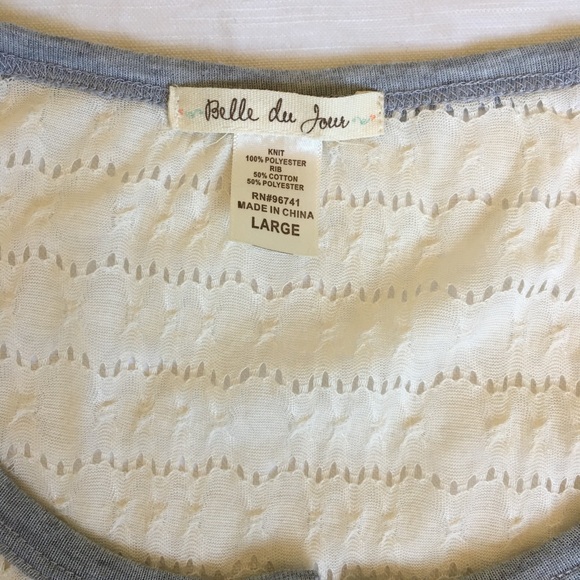 Belle du Jour
KNIT
100% POLYESTER
RIB
50% COTTON
50% POLYESTER
RN#96741
MADE IN CHINA
LARGE